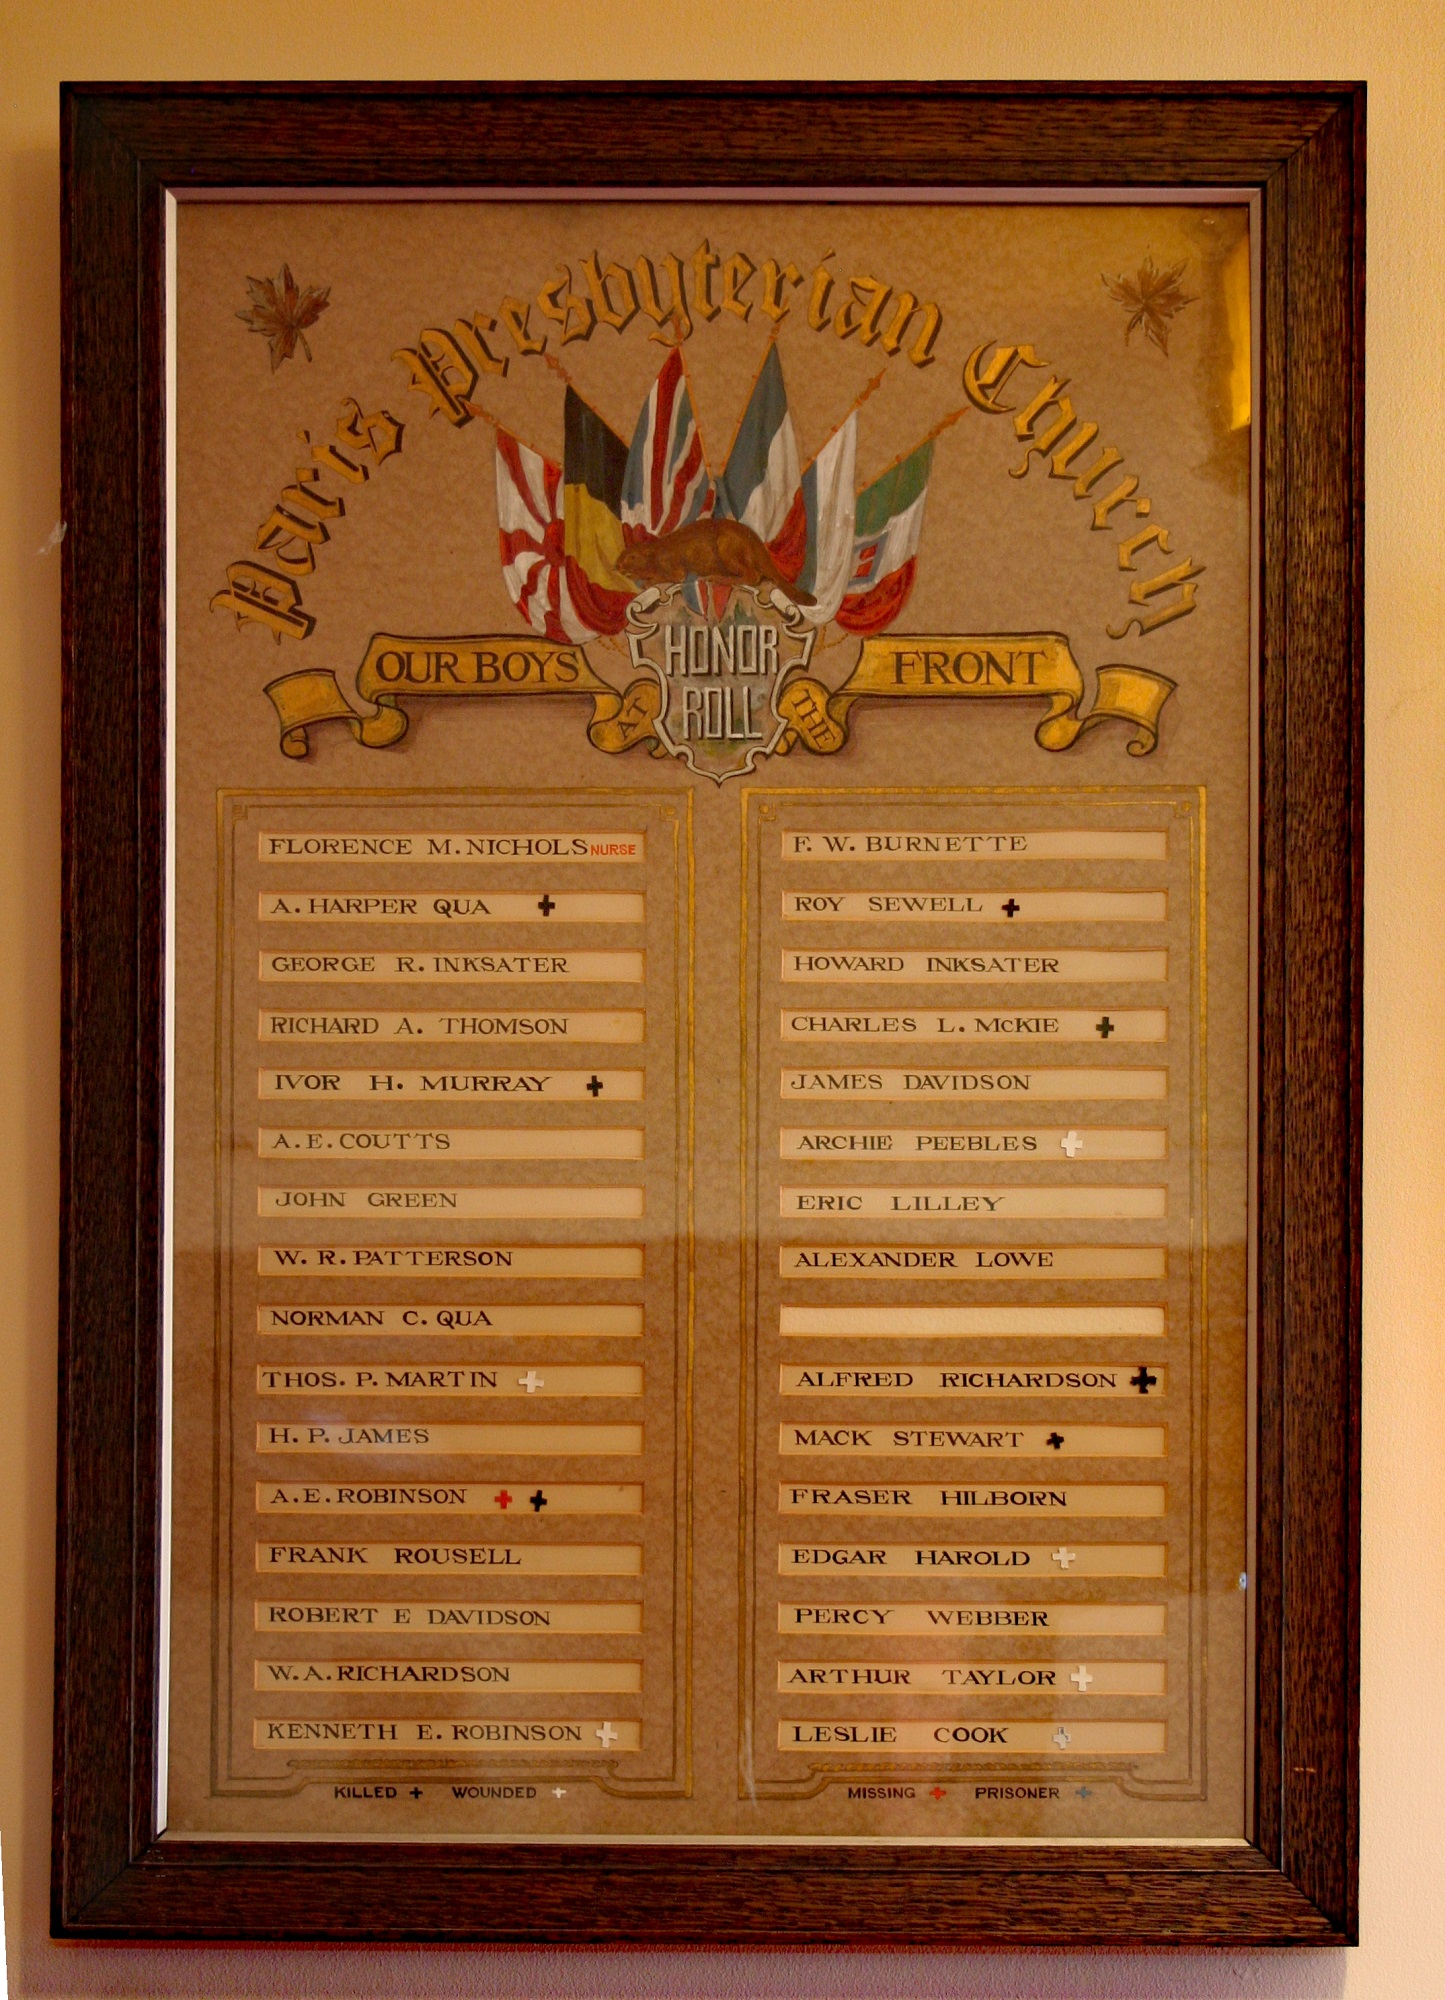 Paris Presbyterian Church
OUR BOYS AT THE FRONT
HONOR
ROLL
FLORENCE M. NICHOLS NURSE
A. HARPER QUA
GEORGE R. INKSATER
RICHARD A. THOMSON
IVOR H. MURRAY
A. E. COUTTS
JOHN GREEN
W. R. PATTERSON
NORMAN C. QUA
THOS. P. MARTIN
H. P. JAMES
A. E. ROBINSON
FRANK ROUSELL
ROBERT E DAVIDSON
W. A. RICHARDSON
KENNETH E. ROBINSON
KILLED + WOUNDED +
F. W. BURNETTE
ROY SEWELL
HOWARD INKSATER
CHARLES L. McKIE
JAMES DAVIDSON
ARCHIE PEEBLES
ERIC LILLEY
ALEXANDER LOWE
ALFRED RICHARDSON
MACK STEWART
FRASER HILBORN
EDGAR HAROLD
PERCY WEBBER
ARTHUR TAYLOR
LESLIE COOK
MISSING + PRISONER +